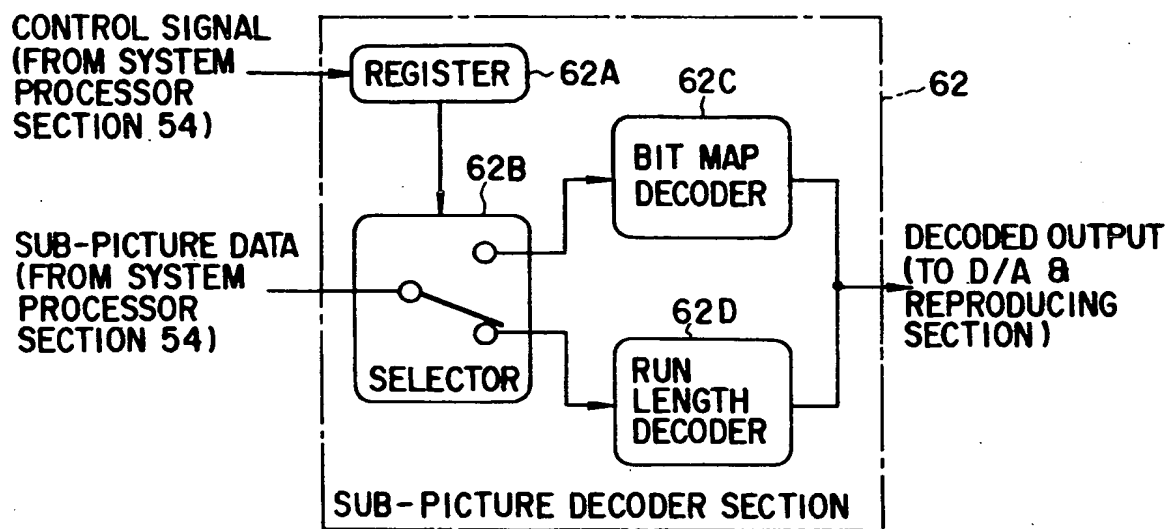 CONTROL SIGNAL
(FROM SYSTEM
PROCESSOR
SECTION 54)
REGISTER
62A
62C
62
62B
BIT MAP
DECODER
SUB-PICTURE DATA
(FROM SYSTEM
PROCESSOR
SECTION 54)
DECODED OUTPUT
(TO D/A &
REPRODUCING
SECTION)
SELECTOR
62D
RUN
LENGTH
DECODER
SUB-PICTURE DECODER SECTION